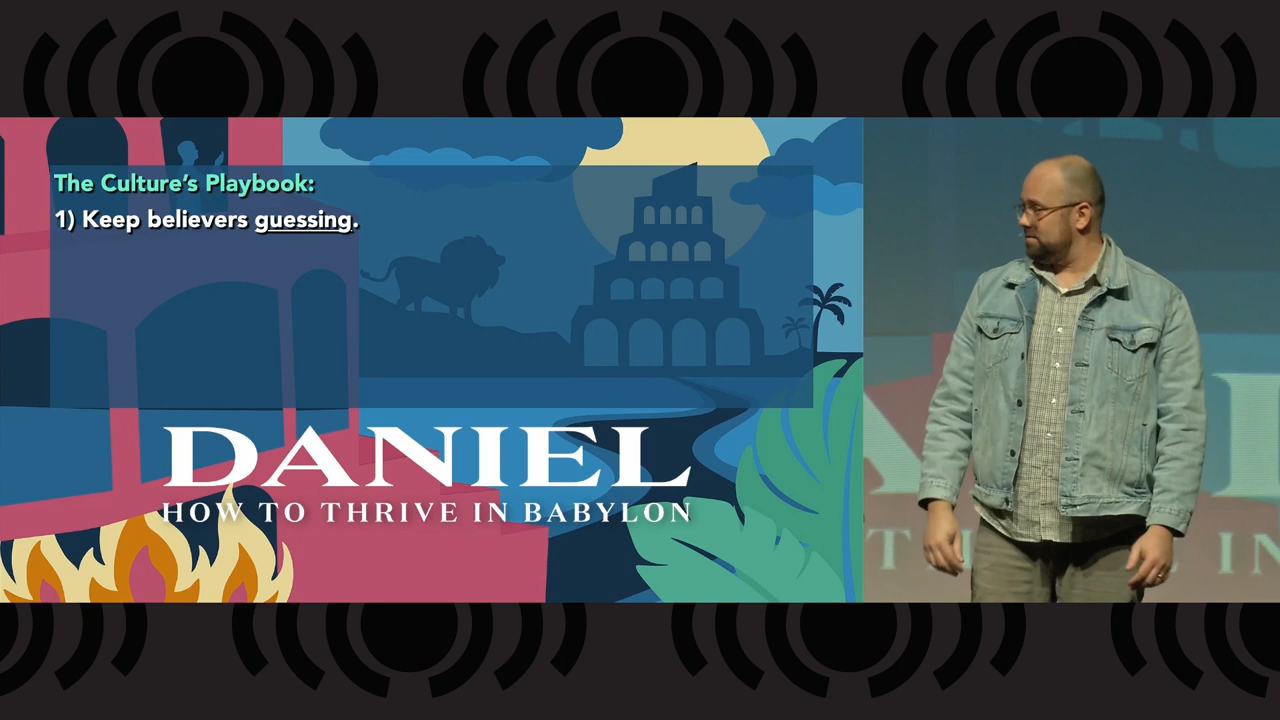 The Culture's Playbook:
1) Keep believers guessing.
DANIEL
HOW TO THRIVE IN BABYLON